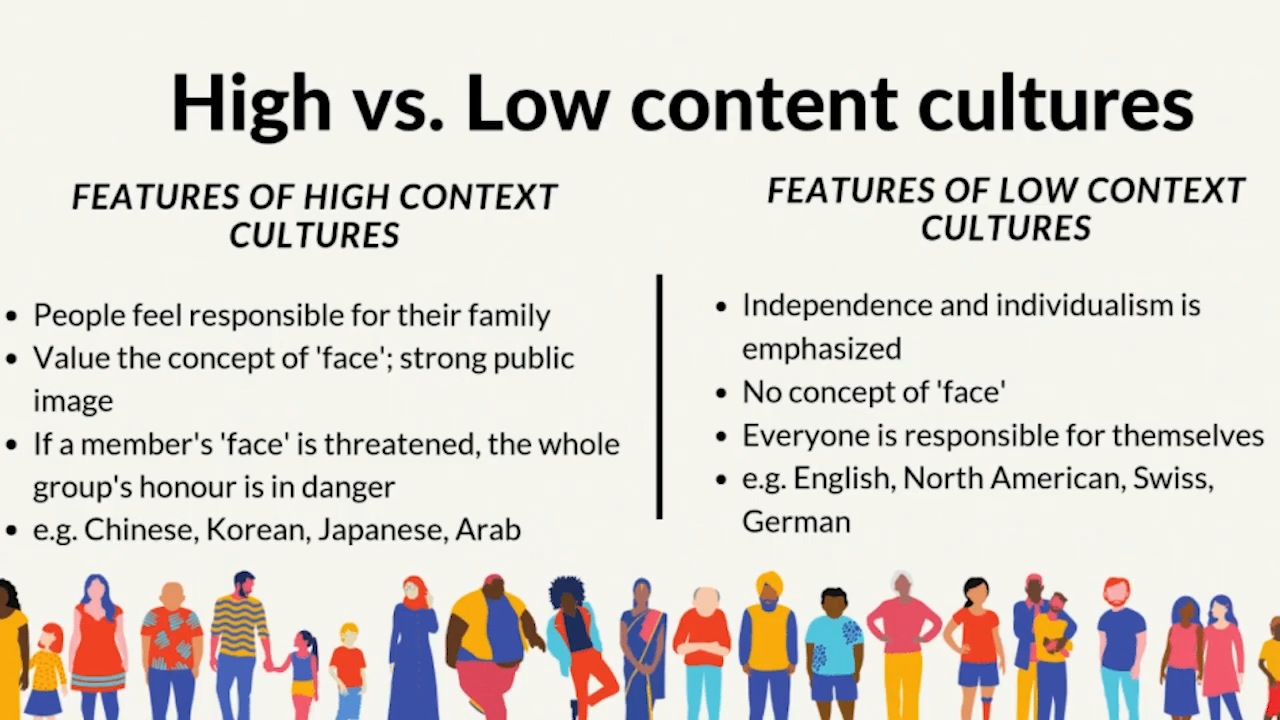 High vs. Low content cultures
FEATURES OF HIGH CONTEXT
CULTURES
• People feel responsible for their family
• Value the concept of 'face'; strong public
image
• If a member's 'face' is threatened, the whole
group's honour is in danger
• e.g. Chinese, Korean, Japanese, Arab
FEATURES OF LOW CONTEXT
CULTURES
• Independence and individualism is
emphasized
• No concept of 'face'
• Everyone is responsible for themselves
• e.g. English, North American, Swiss,
German